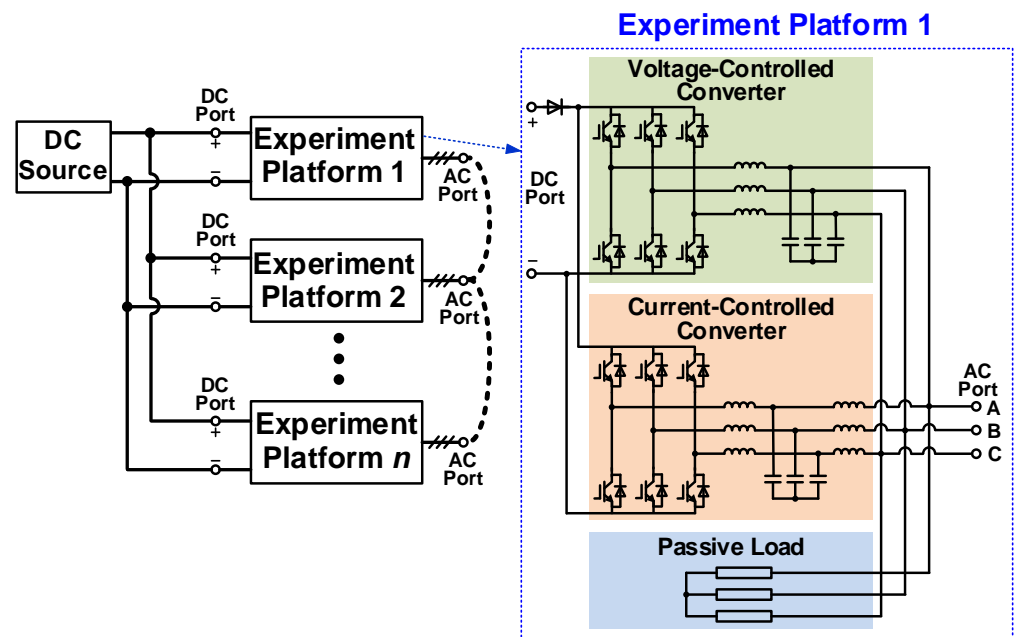 Experiment Platform 1
DC
Source
DC
Port
+
−
Experiment
Platform 1
AC
Port
DC
Port
+
−
Experiment
Platform 2
AC
Port
DC
Port
+
−
Experiment
Platform n
AC
Port
+
DC
Port
−
Voltage-Controlled
Converter
Current-Controlled
Converter
AC
Port
A
B
C
Passive Load